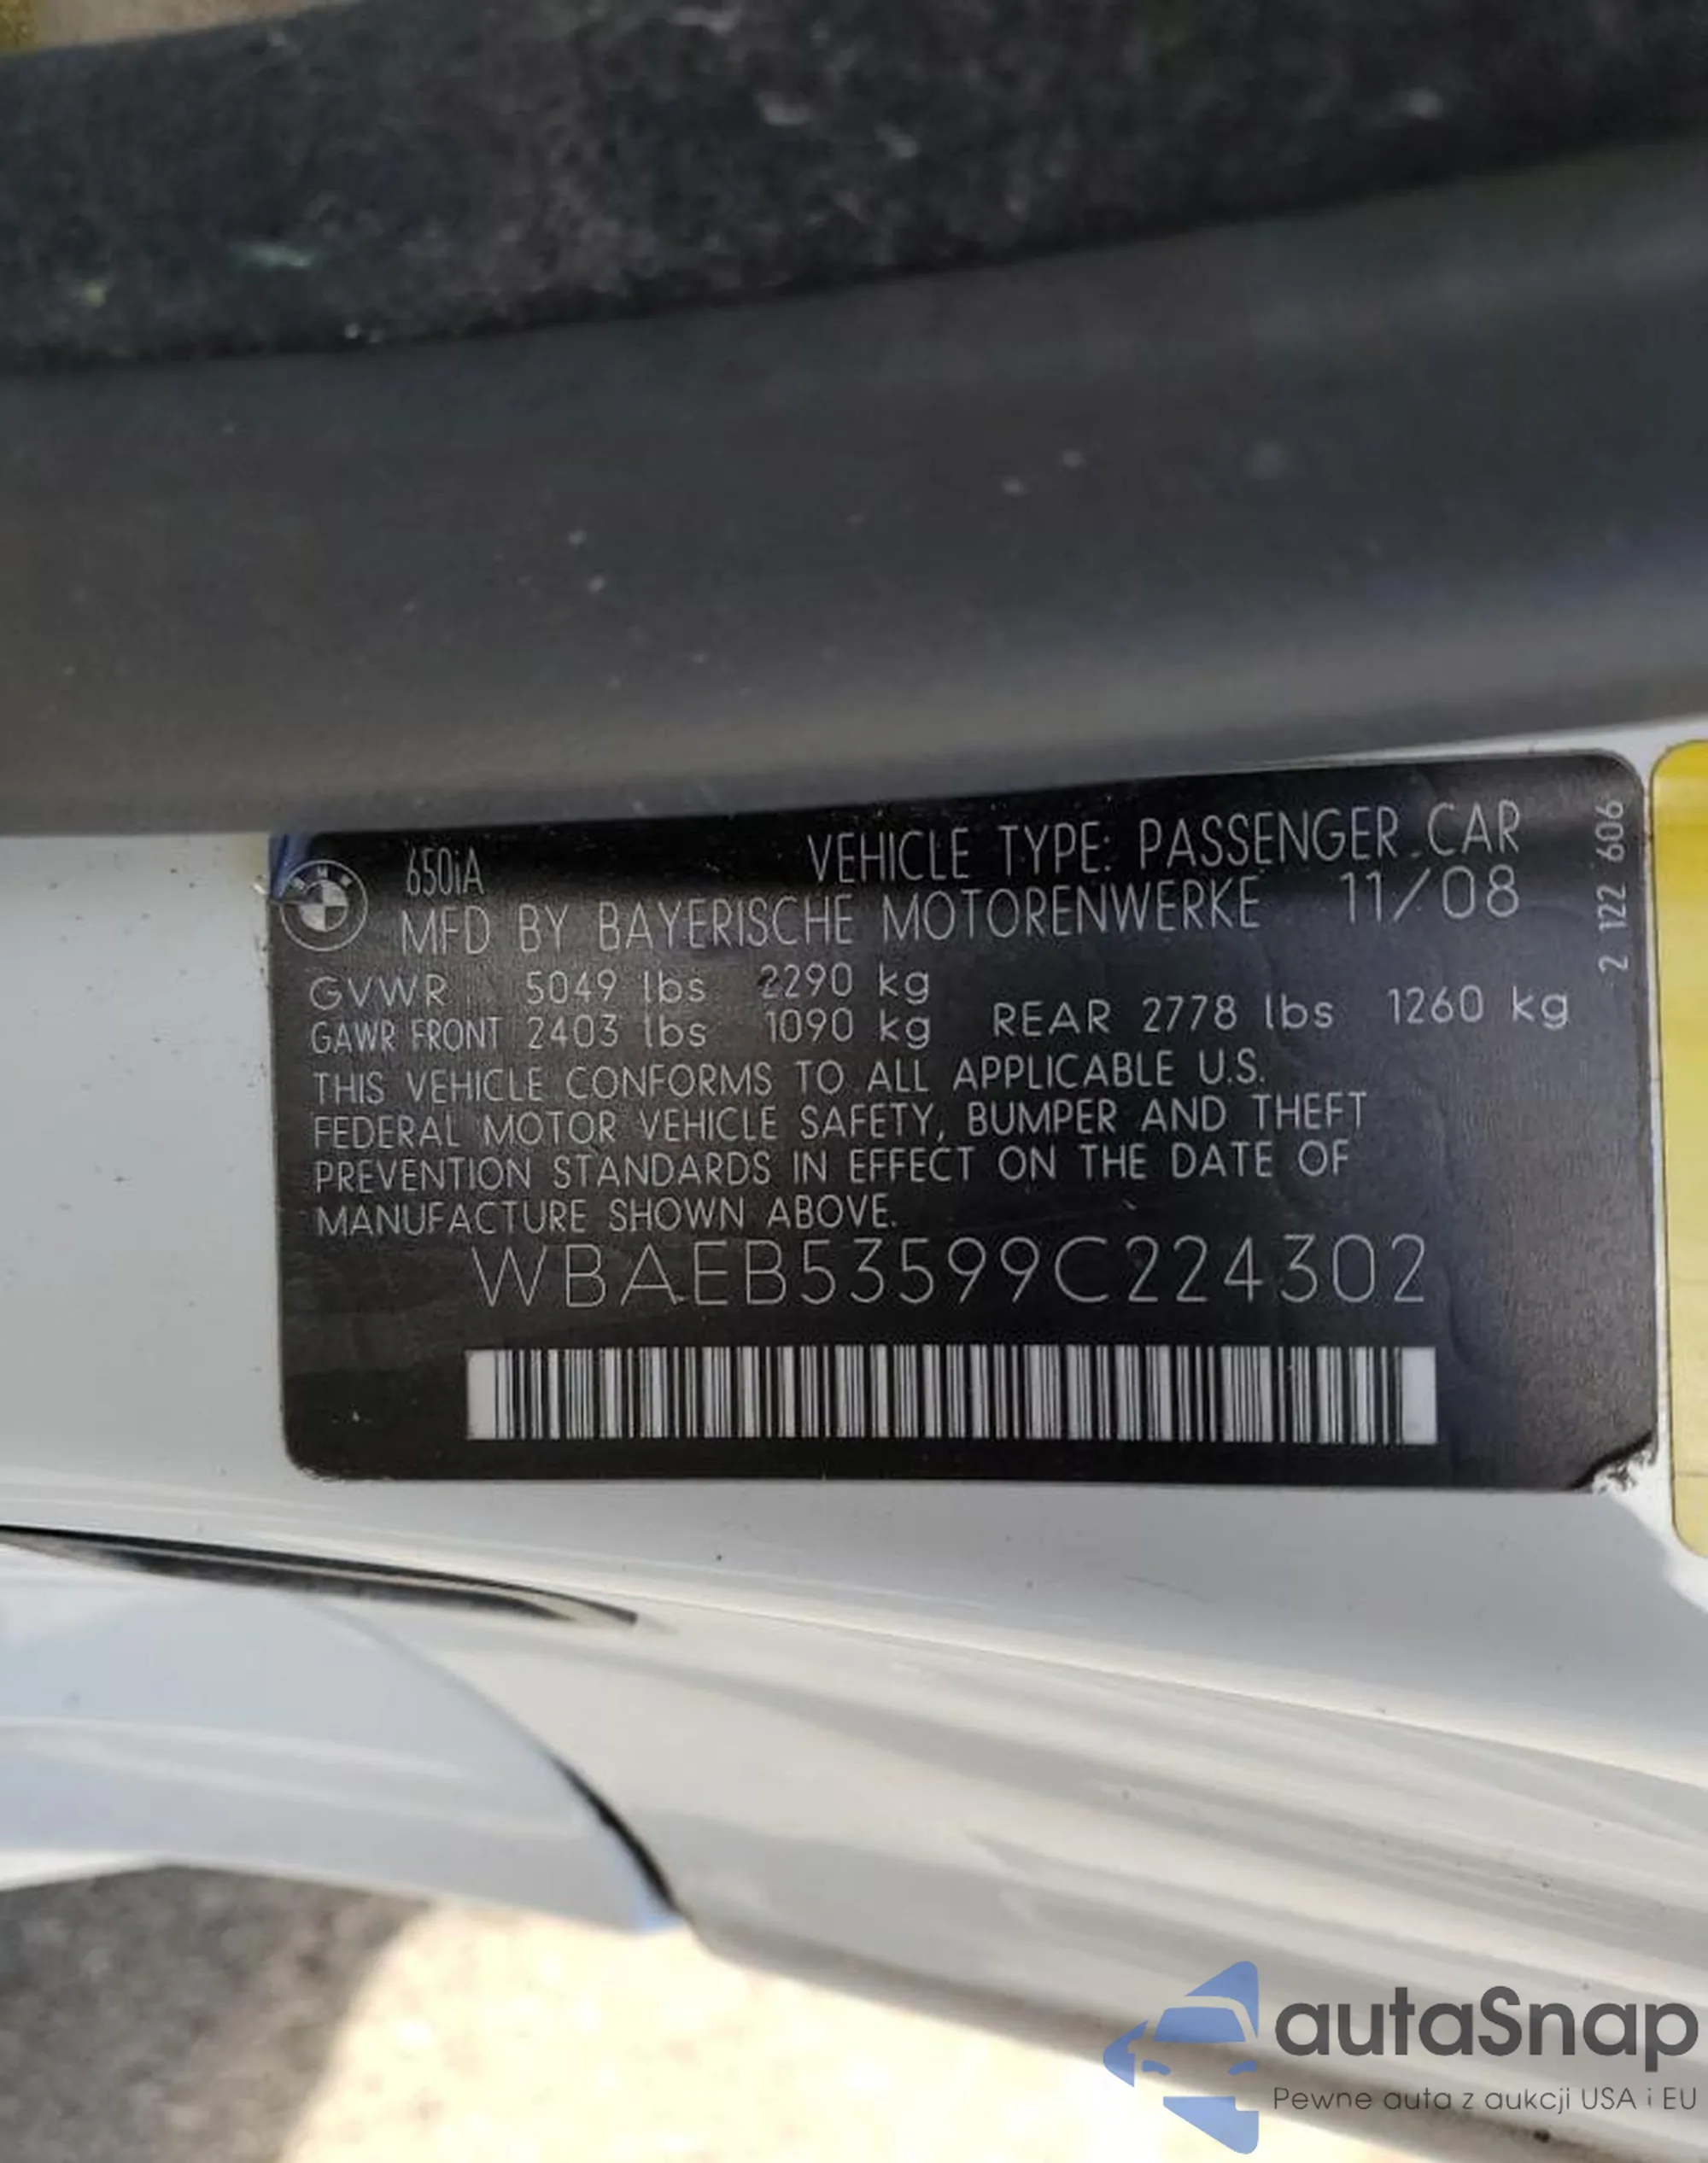 650iA VEHICLE TYPE: PASSENGER CAR
MFD BY BAYERISCHE MOTORENWERKE 11/08
GVWR 5049 lbs 2290 kg
GAWR FRONT 2403 lbs 1090 kg REAR 2778 lbs 1260 kg
THIS VEHICLE CONFORMS TO ALL APPLICABLE U.S.
FEDERAL MOTOR VEHICLE SAFETY, BUMPER AND THEFT
PREVENTION STANDARDS IN EFFECT ON THE DATE OF
MANUFACTURE SHOWN ABOVE.
WBAEB53599C224302
2 122 606
autaSnap
Pewne auta z aukcji USA i EU